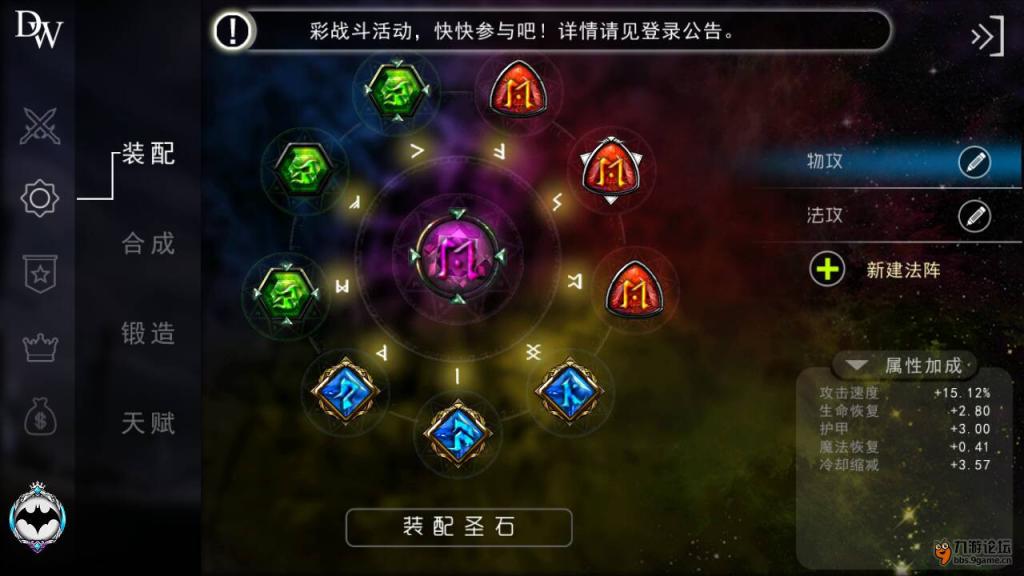 DW
彩战斗活动，快快参与吧！详情请见登录公告。
装配
合成
锻造
天赋
物攻
法攻
新建法阵
属性加成
攻击速度 +15.12%
生命恢复 +2.80
护甲 +3.00
魔法恢复 +0.41
冷却缩减 +3.57
装配圣石
九游论坛
bbs.9game.cn